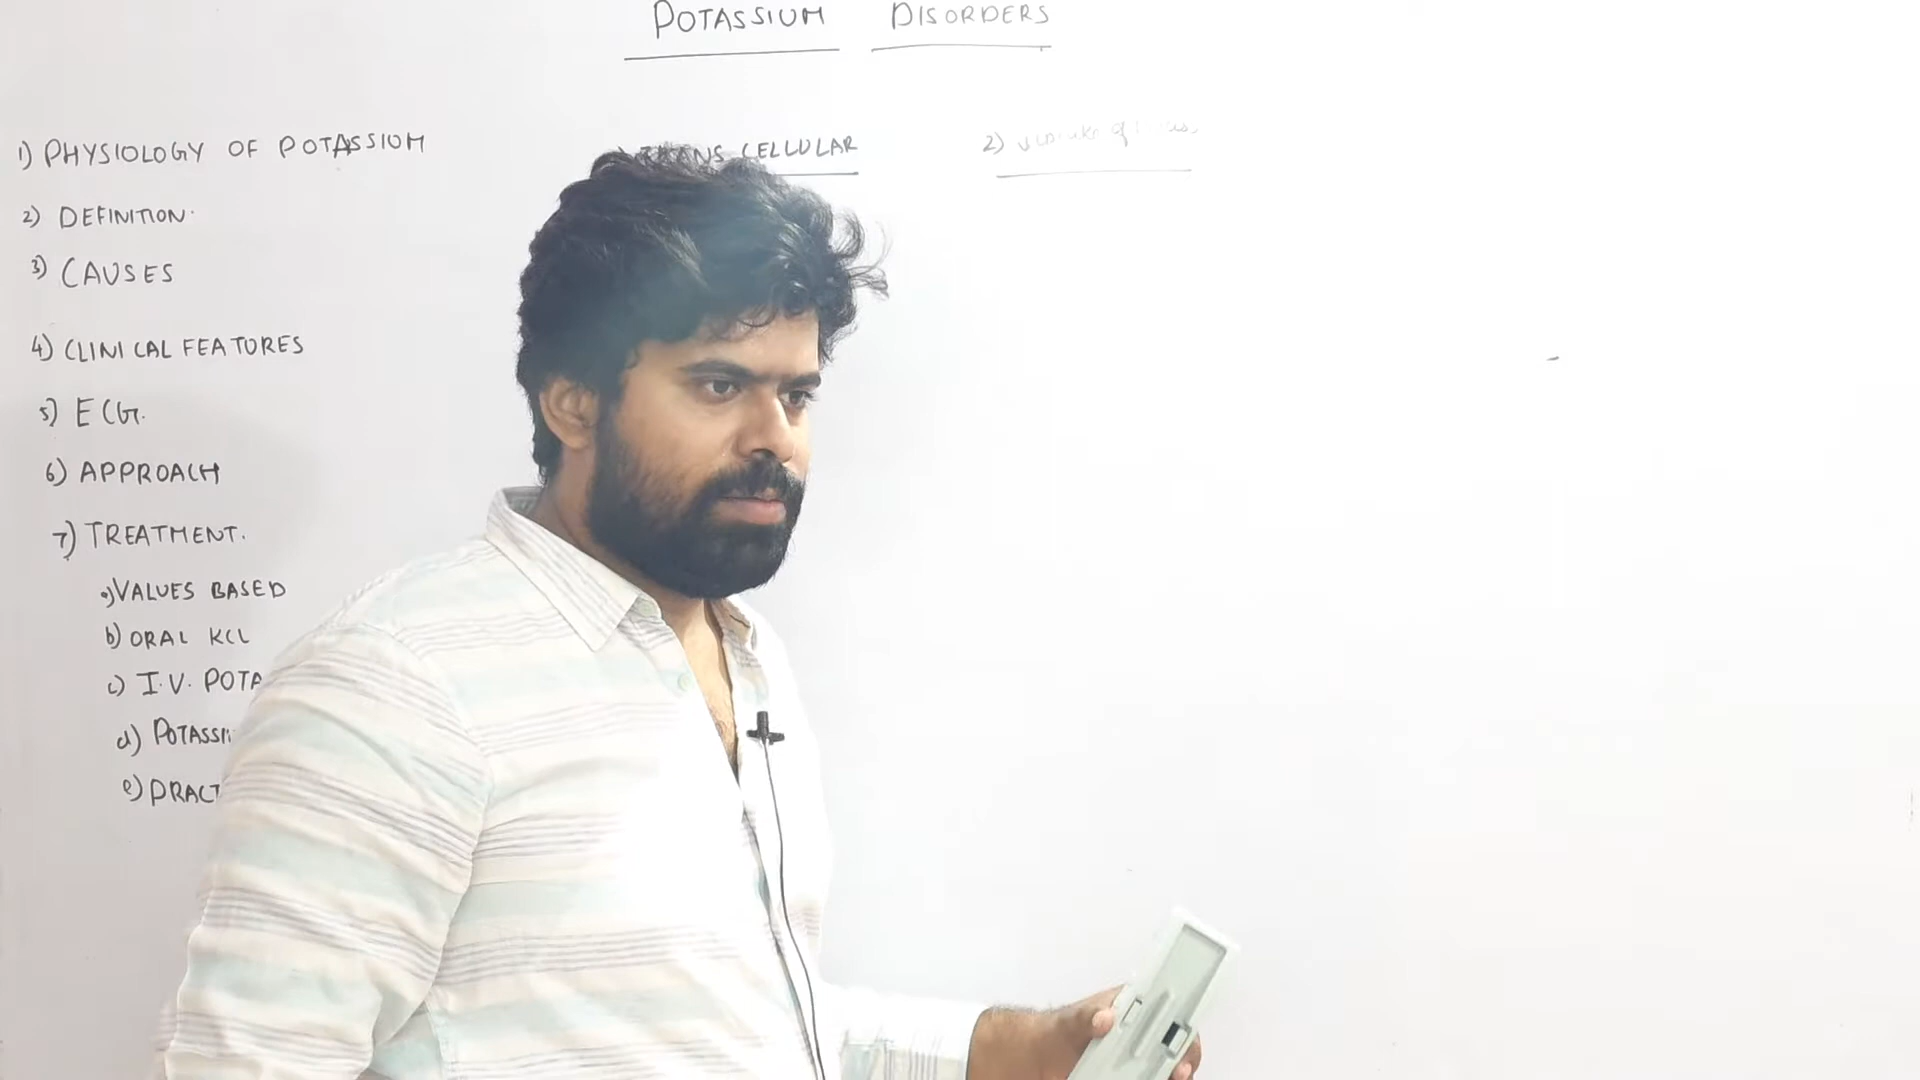 POTASSIUM DISORDERS
1) PHYSIOLOGY OF POTASSIUM
2) DEFINITION.
3) CAUSES
4) CLINICAL FEATURES
5) ECG.
6) APPROACH
7) TREATMENT.
a) VALUES BASED
b) ORAL KCL
c) I.V. POTA
d) POTASSI
e) PRACT
) TRANS CELLULAR
2) of